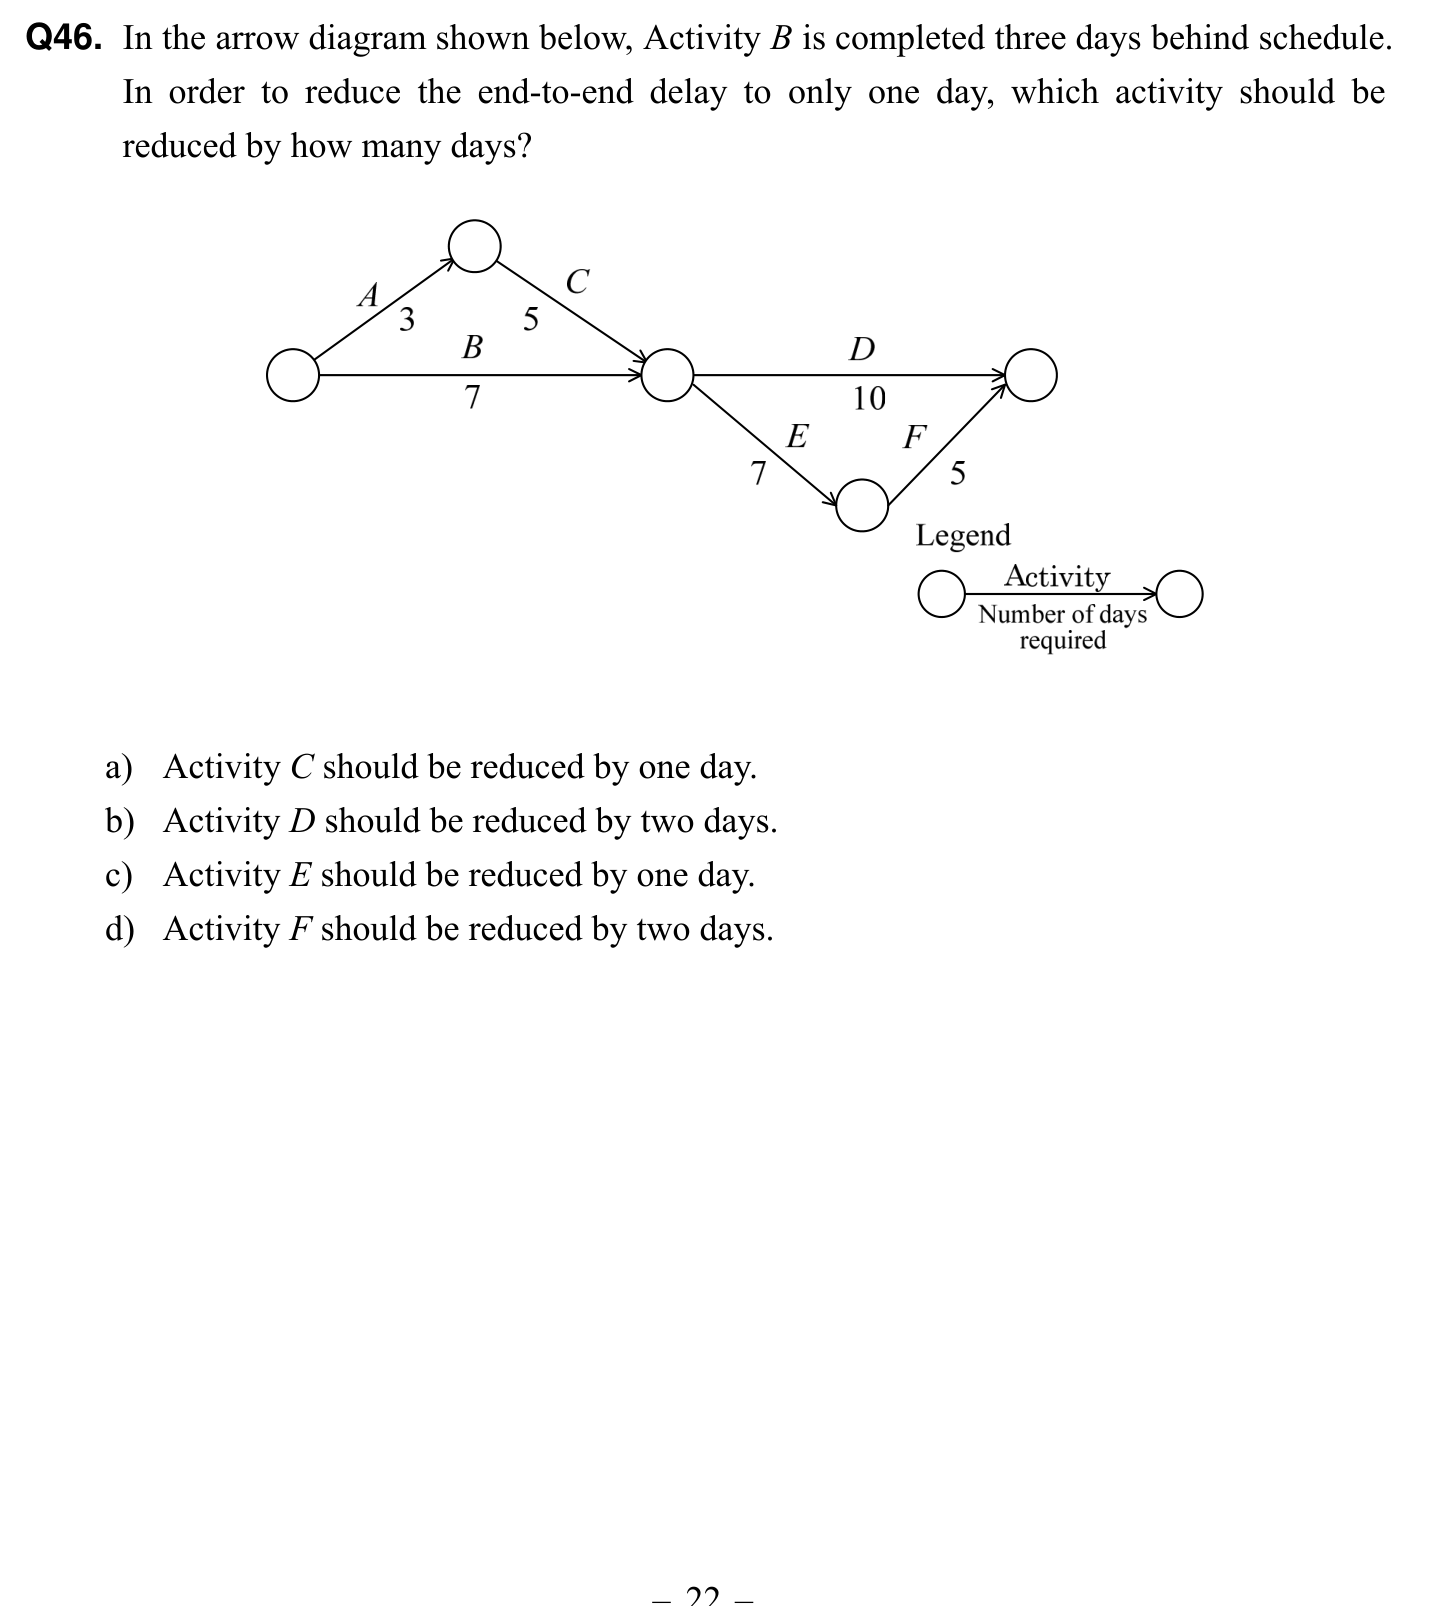 Q46. In the arrow diagram shown below, Activity B is completed three days behind schedule.
In order to reduce the end-to-end delay to only one day, which activity should be
reduced by how many days?
A
3
C
5
B
7
D
10
E
7
F
5
Legend
Activity
Number of days
required
a) Activity C should be reduced by one day.
b) Activity D should be reduced by two days.
c) Activity E should be reduced by one day.
d) Activity F should be reduced by two days.
– 22 –